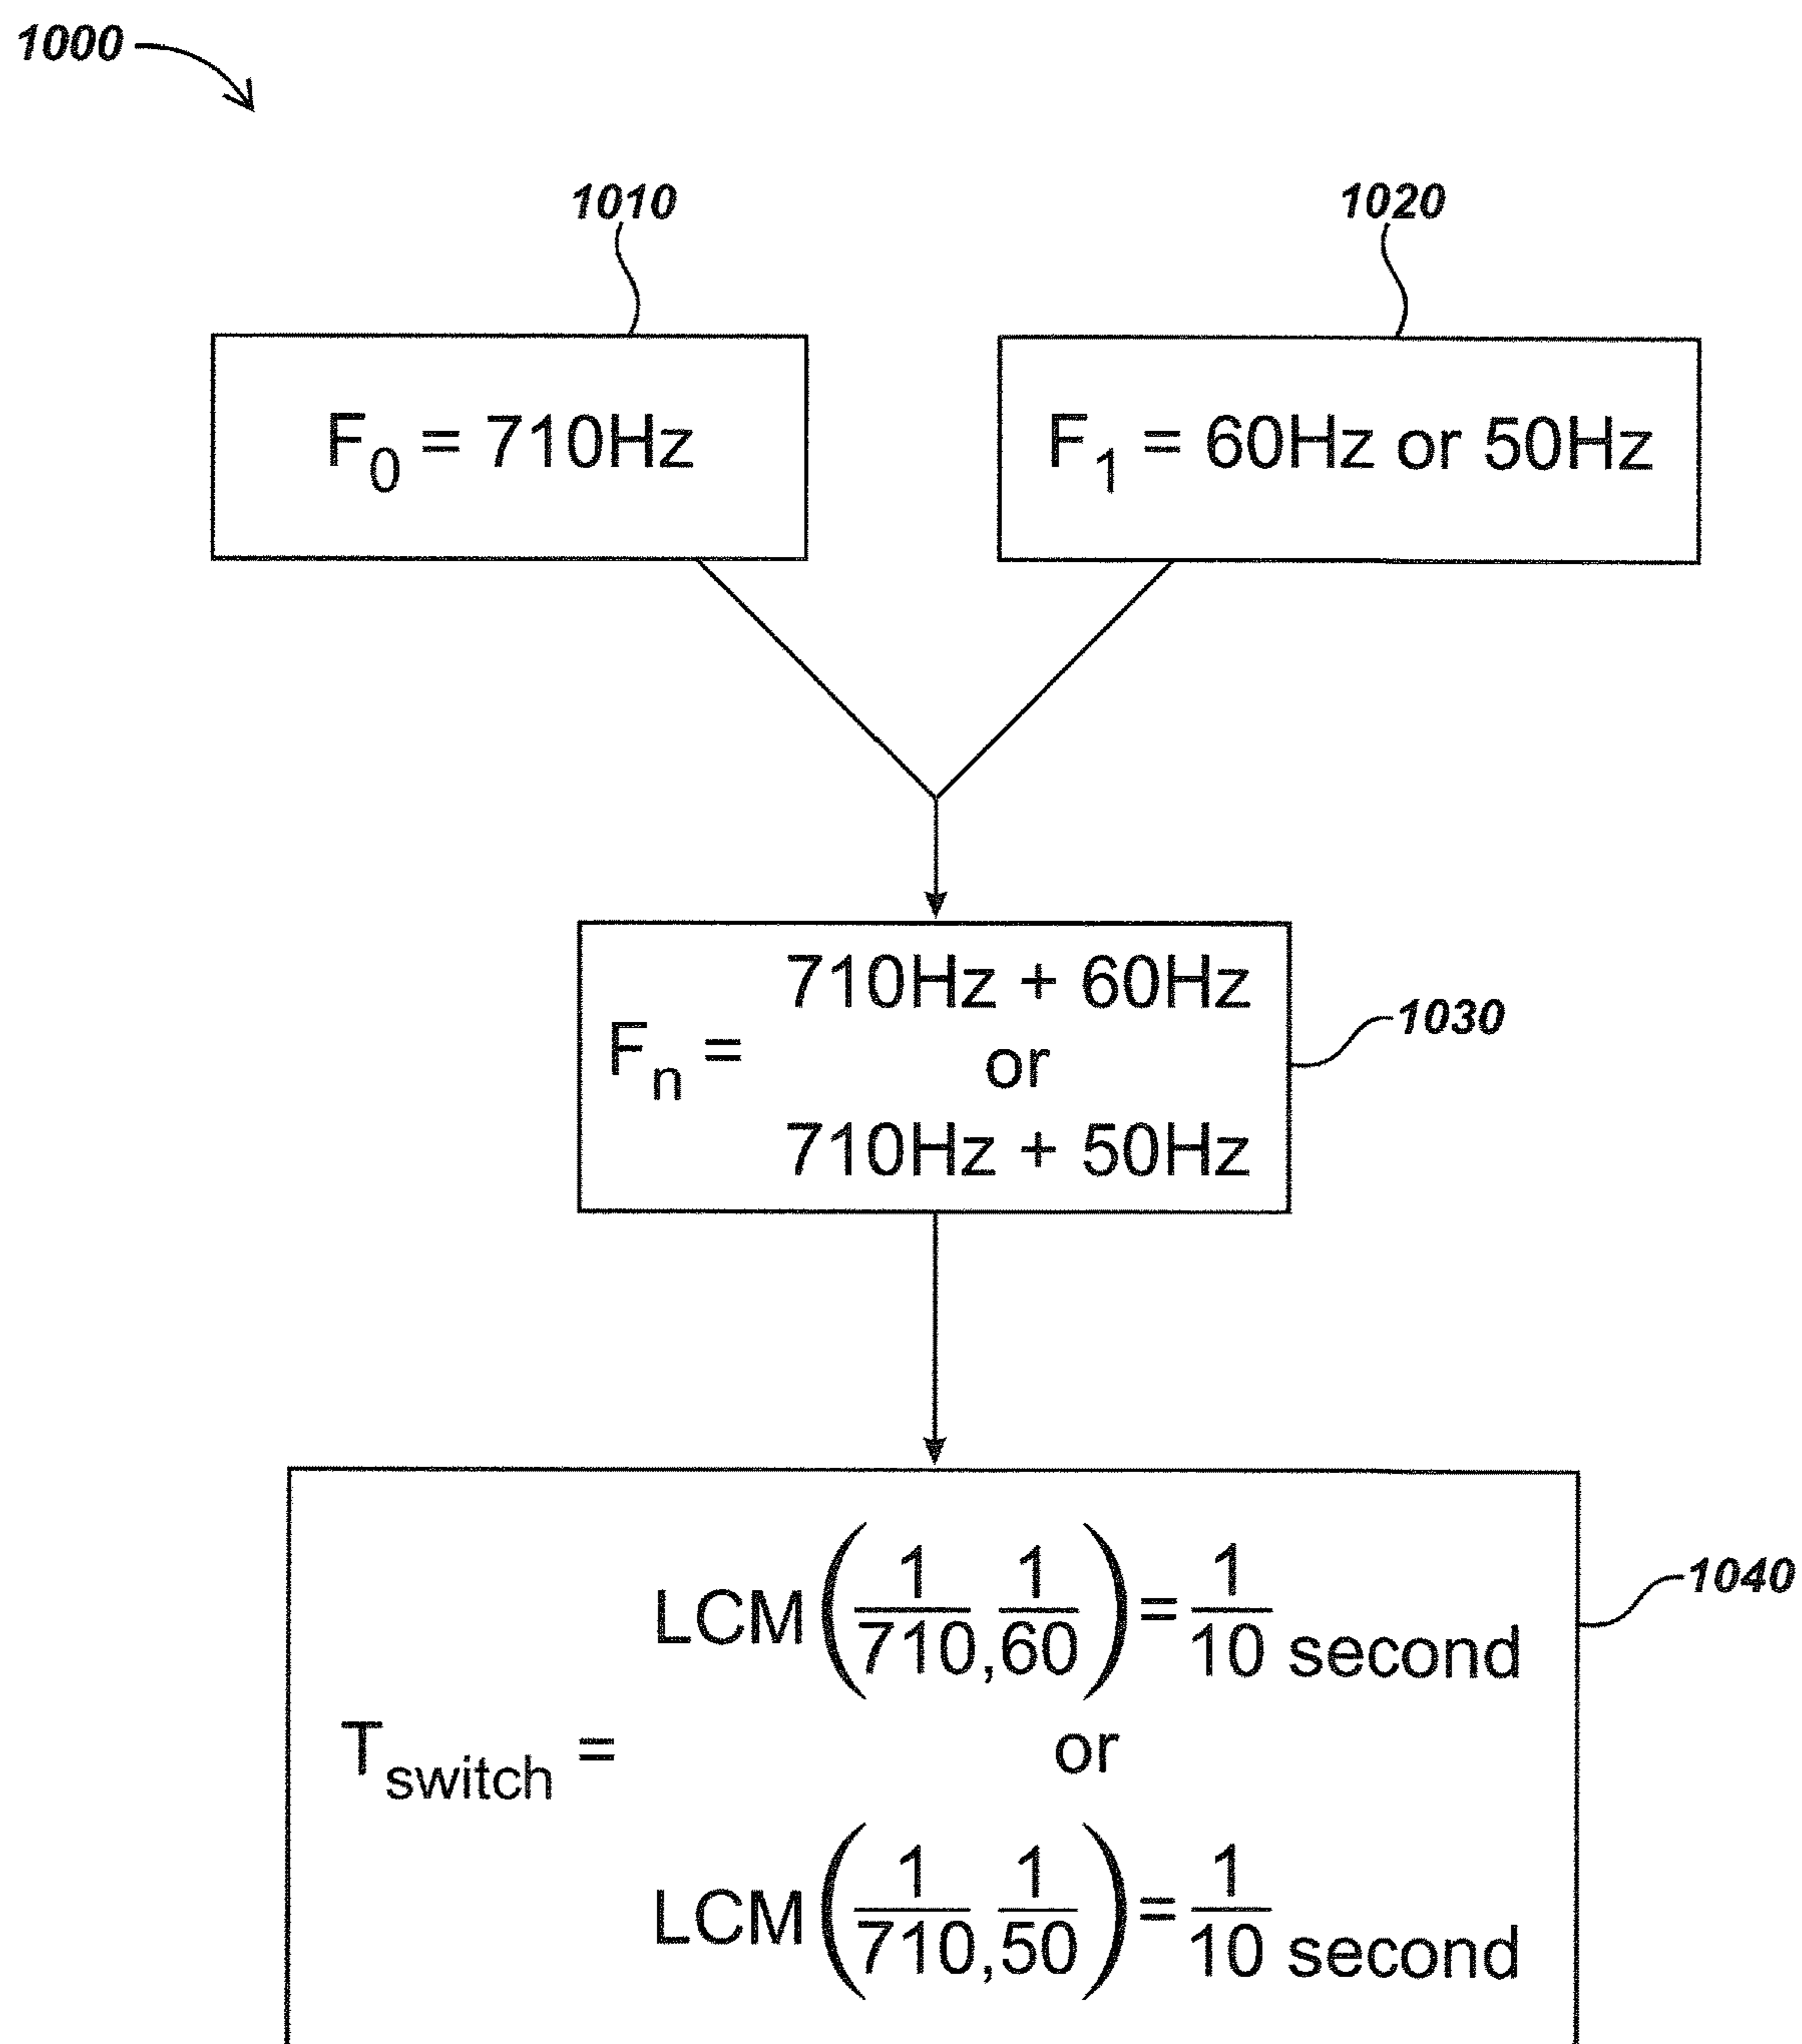 1000
1010
1020
F0 = 710Hz
F1 = 60Hz or 50Hz
710Hz + 60Hz
Fn = or
710Hz + 50Hz
1030
LCM(1/710, 1/60) = 1/10 second
1040
Tswitch = or
LCM(1/710, 1/50) = 1/10 second